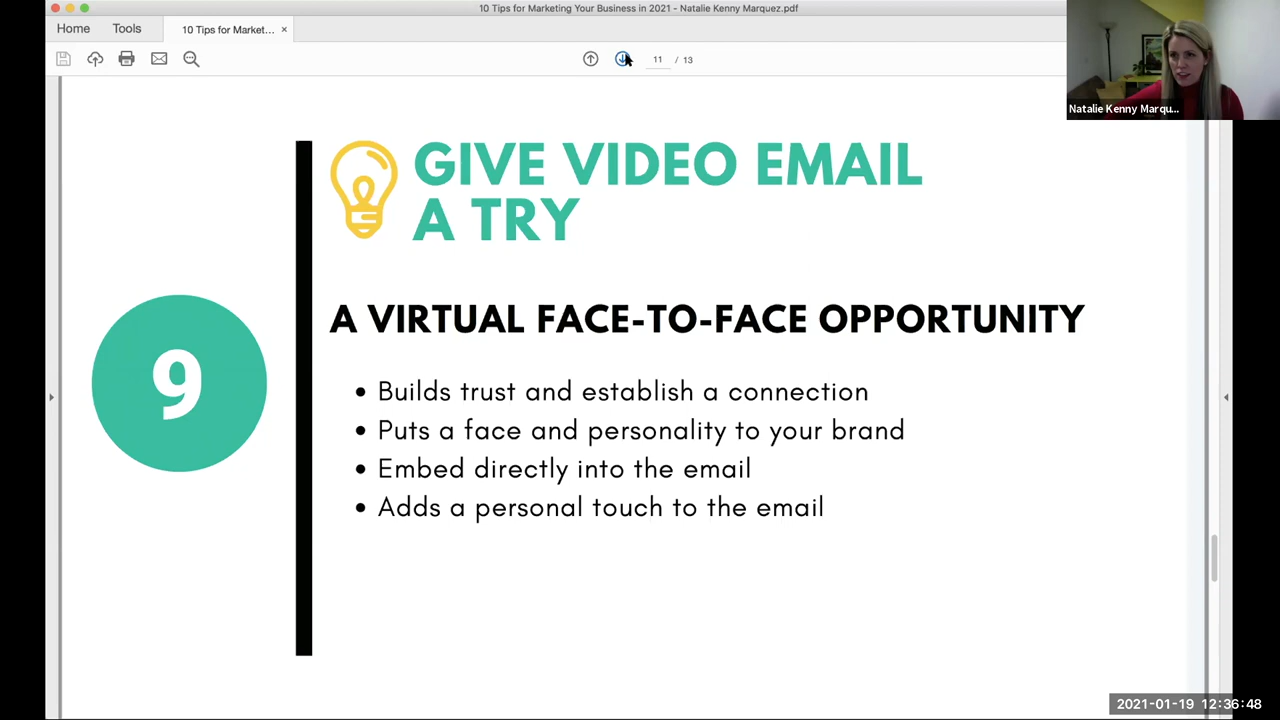 10 Tips for Marketing Your Business in 2021 - Natalie Kenny Marquez.pdf
Home Tools 10 Tips for Market... ×
11 / 13
Natalie Kenny Marqu...
GIVE VIDEO EMAIL
A TRY
A VIRTUAL FACE-TO-FACE OPPORTUNITY
9
• Builds trust and establish a connection
• Puts a face and personality to your brand
• Embed directly into the email
• Adds a personal touch to the email
2021-01-19 12:36:48